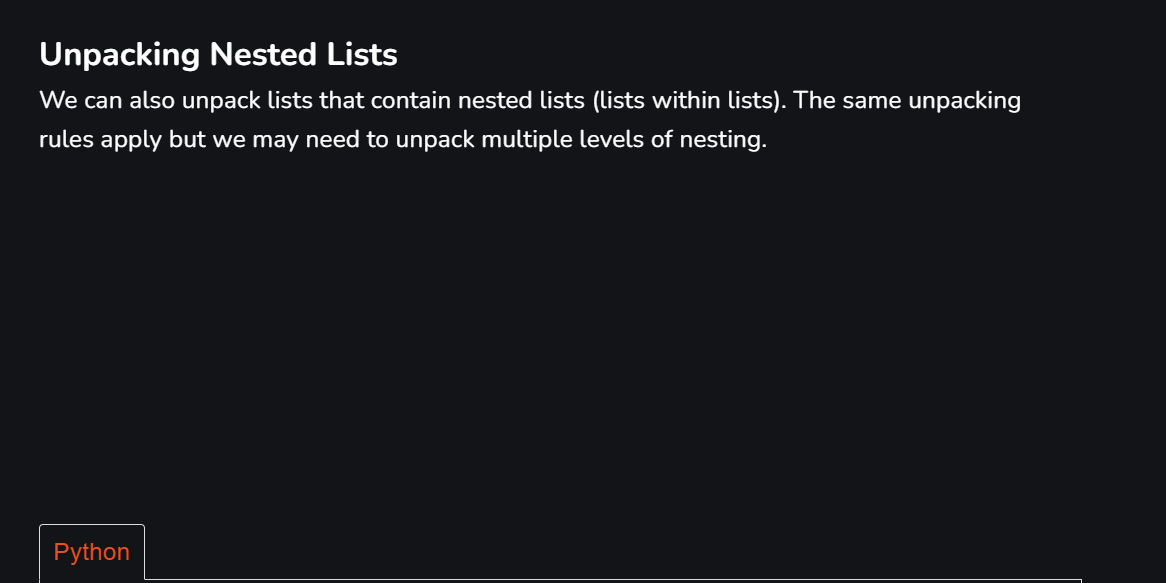 Unpacking Nested Lists
We can also unpack lists that contain nested lists (lists within lists). The same unpacking
rules apply but we may need to unpack multiple levels of nesting.
Python